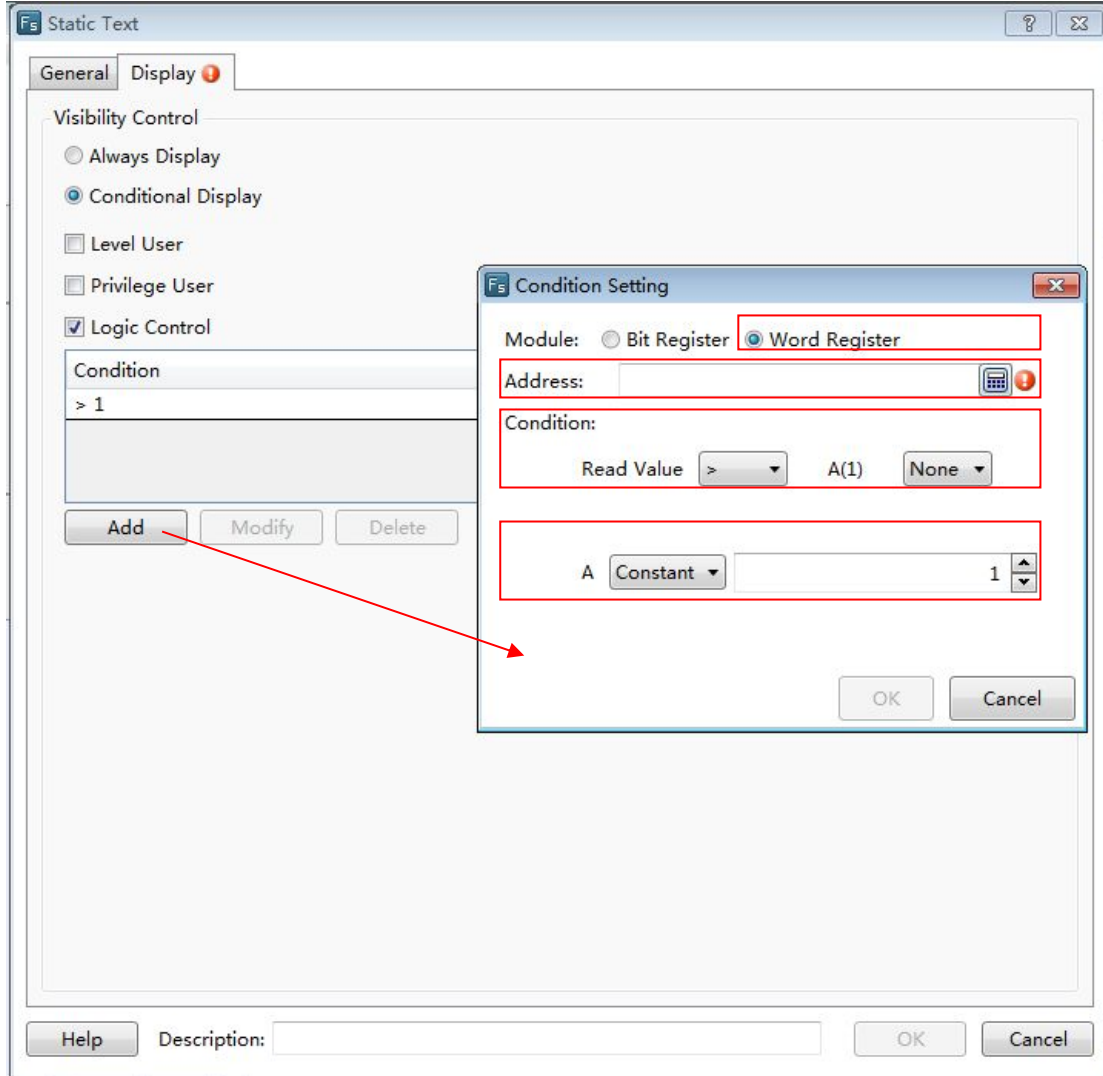 Fs Static Text ?
General Display !
Visibility Control
Always Display
Conditional Display
Level User
Privilege User
Logic Control
Condition
> 1
Add Modify Delete
Fs Condition Setting
Module: Bit Register Word Register
Address: !
Condition:
Read Value > A(1) None
A Constant 1
OK Cancel
Help Description: OK Cancel